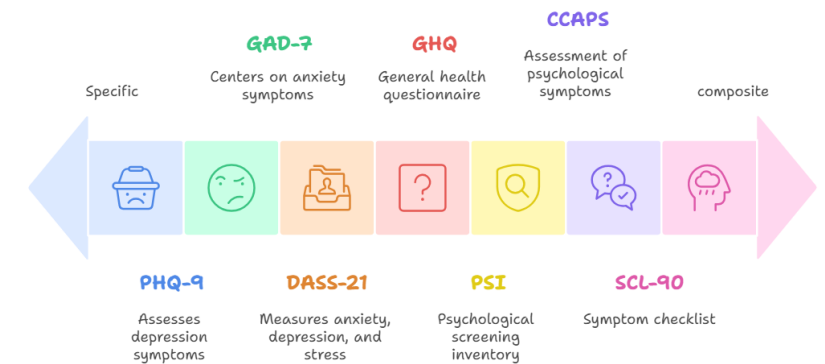 CCAPS
GAD-7
GHQ
Assessment of
psychological
symptoms
Centers on anxiety
symptoms
General health
questionnaire
Specific
composite
?
?
PHQ-9
DASS-21
PSI
SCL-90
Assesses
depression
symptoms
Measures anxiety,
depression, and
stress
Psychological
screening
inventory
Symptom checklist